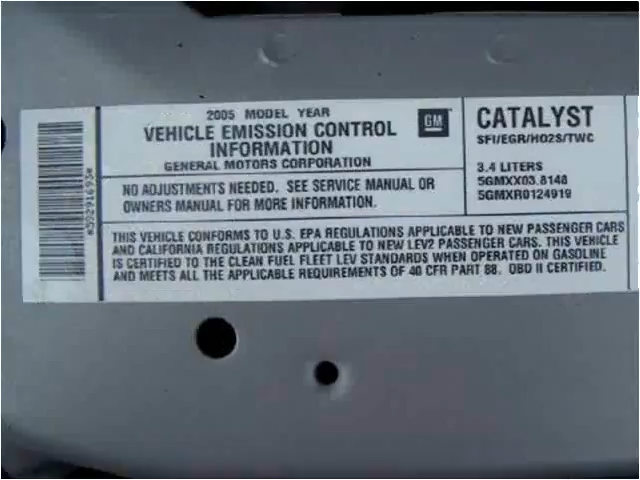 2005 MODEL YEAR
VEHICLE EMISSION CONTROL
INFORMATION
GENERAL MOTORS CORPORATION
GM
NO ADJUSTMENTS NEEDED. SEE SERVICE MANUAL OR
OWNERS MANUAL FOR MORE INFORMATION.
CATALYST
SFI/EGR/HO2S/TWC
3.4 LITERS
5GMXX03.8148
5GMXR0124919
THIS VEHICLE CONFORMS TO U.S. EPA REGULATIONS APPLICABLE TO NEW PASSENGER CARS
AND CALIFORNIA REGULATIONS APPLICABLE TO NEW LEV2 PASSENGER CARS. THIS VEHICLE
IS CERTIFIED TO THE CLEAN FUEL FLEET LEV STANDARDS WHEN OPERATED ON GASOLINE
AND MEETS ALL THE APPLICABLE REQUIREMENTS OF 40 CFR PART 88. OBD II CERTIFIED.